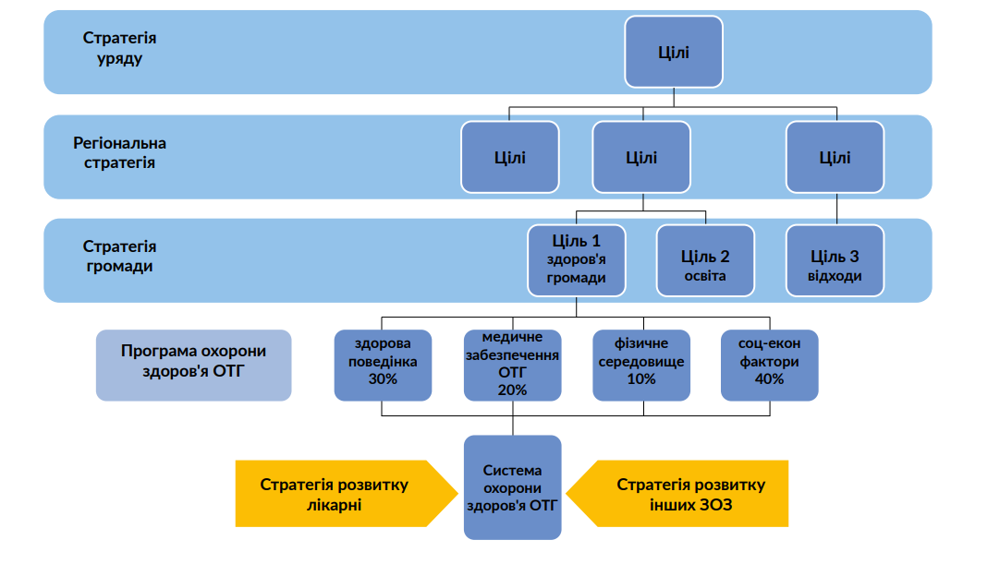 Стратегія
уряду
Цілі
Регіональна
стратегія
Цілі
Цілі
Цілі
Стратегія
громади
Ціль 1
здоров'я
громади
Ціль 2
освіта
Ціль 3
відходи
Програма охорони
здоров'я ОТГ
здорова
поведінка
30%
медичне
забезпечення
ОТГ
20%
фізичне
середовище
10%
соц-екон
фактори
40%
Стратегія розвитку
лікарні
Система
охорони
здоров'я ОТГ
Стратегія розвитку
інших ЗОЗ